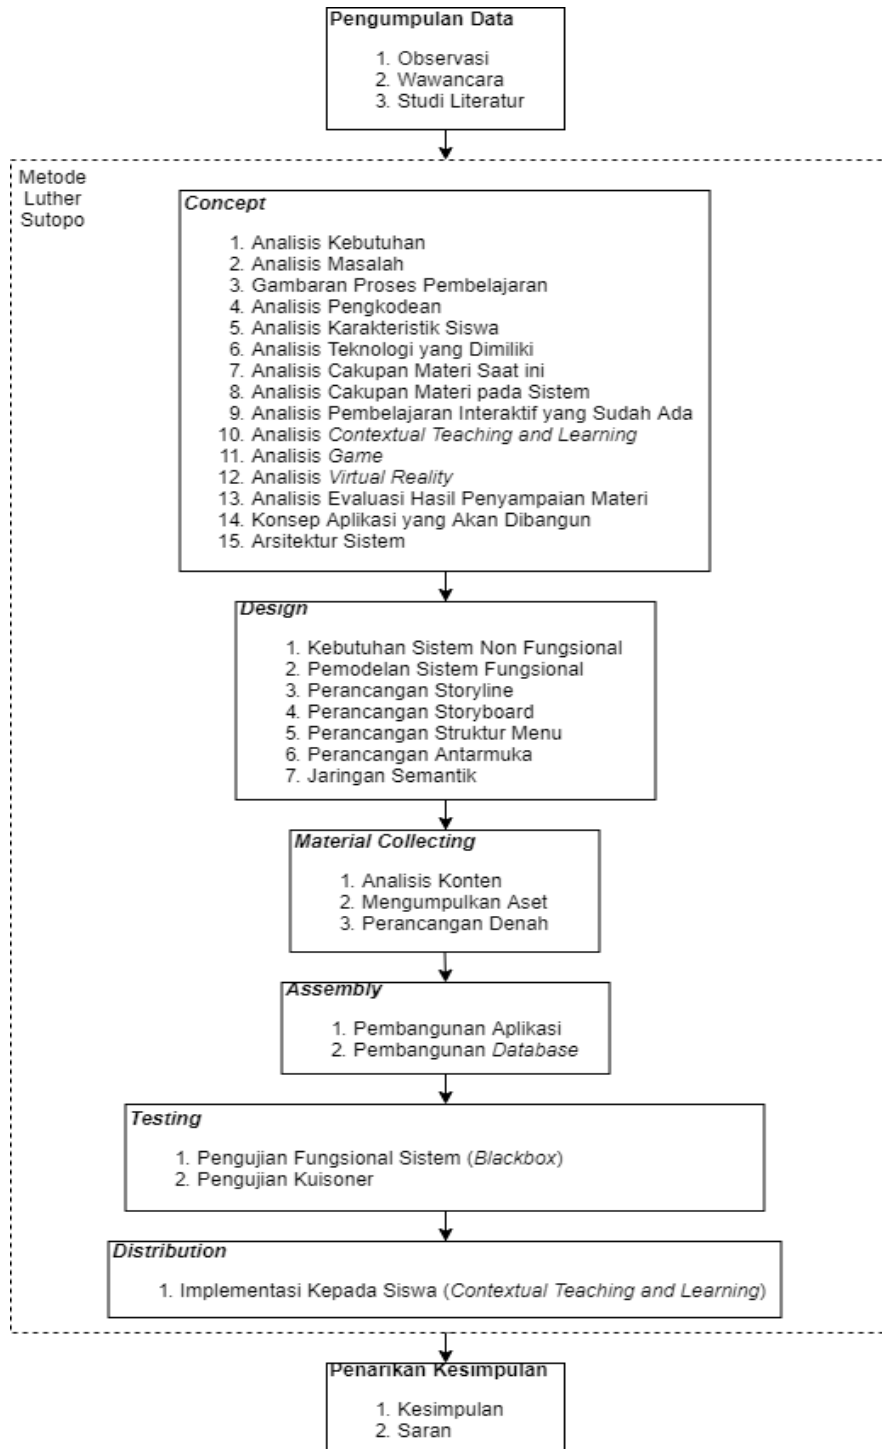 Pengumpulan Data
1. Observasi
2. Wawancara
3. Studi Literatur
Metode
Luther
Sutopo
Concept
1. Analisis Kebutuhan
2. Analisis Masalah
3. Gambaran Proses Pembelajaran
4. Analisis Pengkodean
5. Analisis Karakteristik Siswa
6. Analisis Teknologi yang Dimiliki
7. Analisis Cakupan Materi Saat ini
8. Analisis Cakupan Materi pada Sistem
9. Analisis Pembelajaran Interaktif yang Sudah Ada
10. Analisis Contextual Teaching and Learning
11. Analisis Game
12. Analisis Virtual Reality
13. Analisis Evaluasi Hasil Penyampaian Materi
14. Konsep Aplikasi yang Akan Dibangun
15. Arsitektur Sistem
Design
1. Kebutuhan Sistem Non Fungsional
2. Pemodelan Sistem Fungsional
3. Perancangan Storyline
4. Perancangan Storyboard
5. Perancangan Struktur Menu
6. Perancangan Antarmuka
7. Jaringan Semantik
Material Collecting
1. Analisis Konten
2. Mengumpulkan Aset
3. Perancangan Denah
Assembly
1. Pembangunan Aplikasi
2. Pembangunan Database
Testing
1. Pengujian Fungsional Sistem (Blackbox)
2. Pengujian Kuisoner
Distribution
1. Implementasi Kepada Siswa (Contextual Teaching and Learning)
Penarikan Kesimpulan
1. Kesimpulan
2. Saran